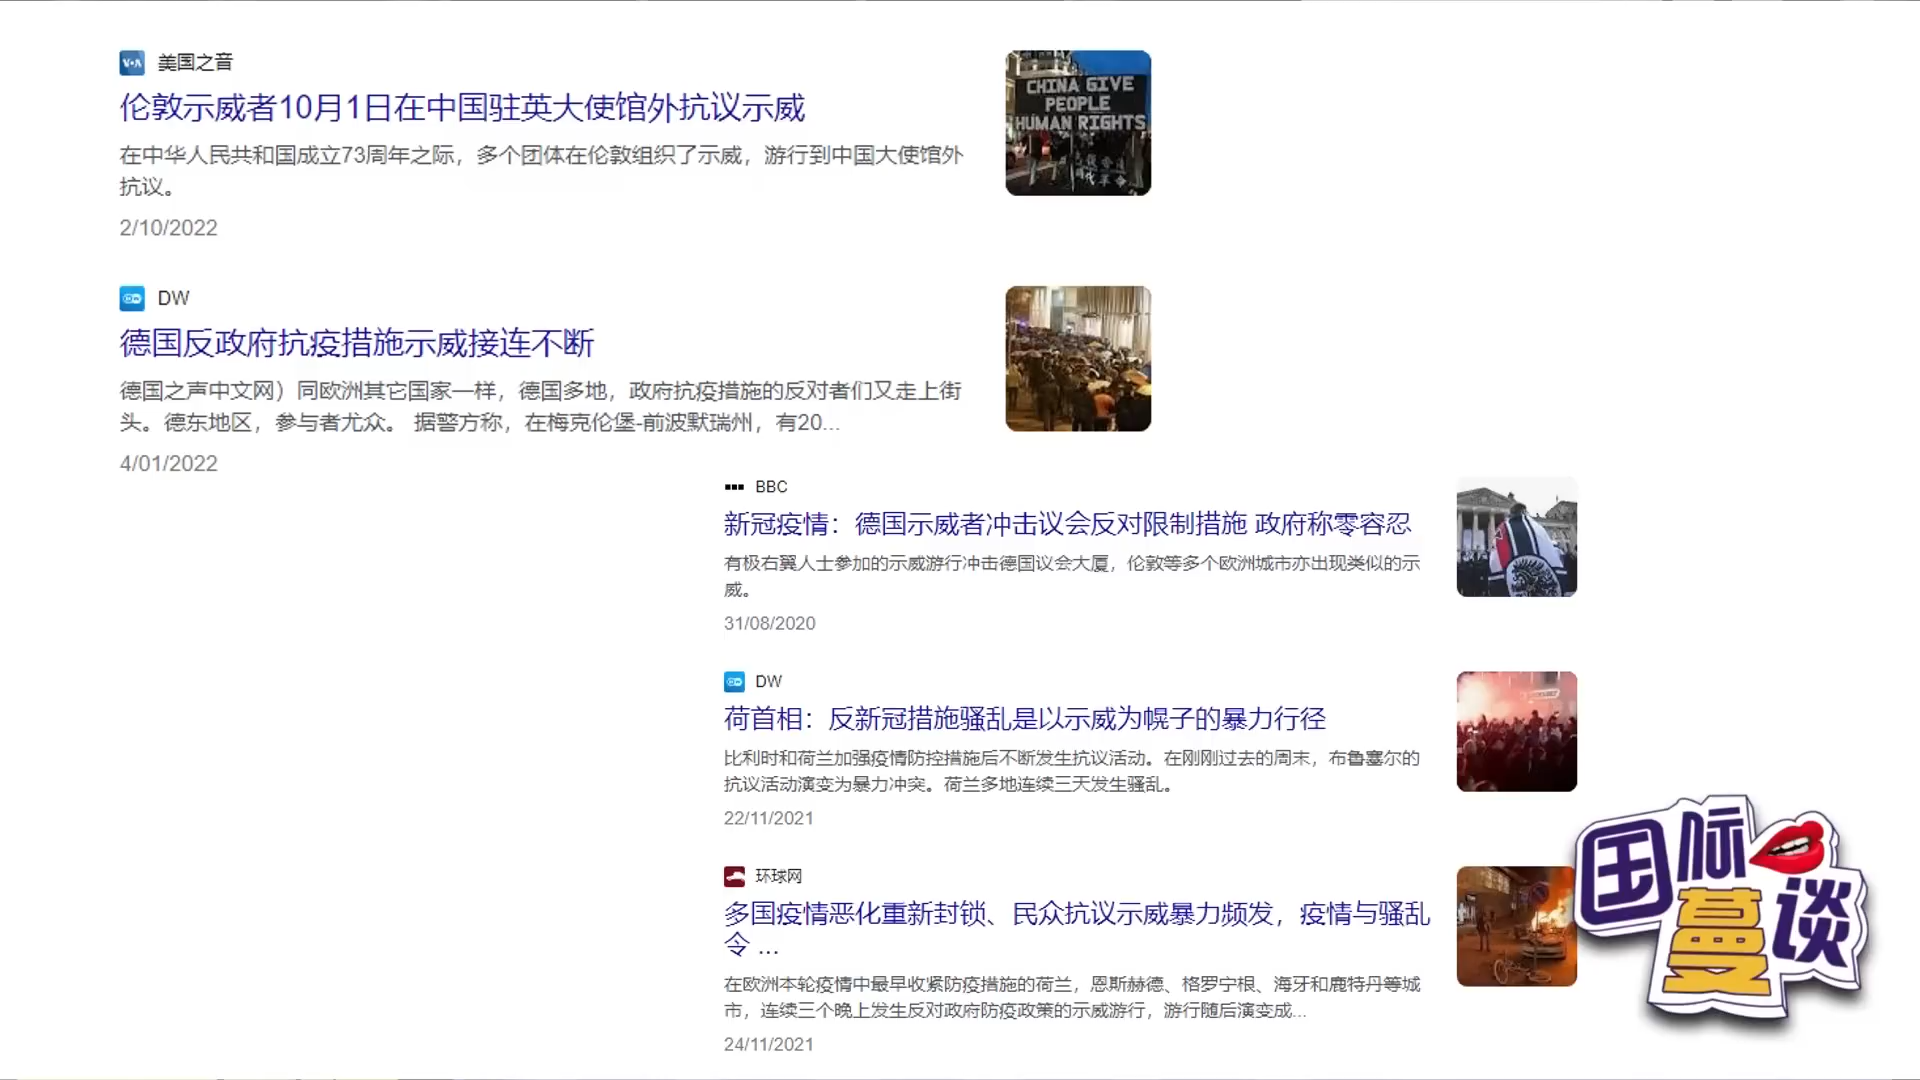 美国之音
伦敦示威者10月1日在中国驻英大使馆外抗议示威
在中华人民共和国成立73周年之际，多个团体在伦敦组织了示威，游行到中国大使馆外
抗议。
2/10/2022
CHINA GIVE
PEOPLE
HUMAN RIGHTS
DW
德国反政府抗疫措施示威接连不断
德国之声中文网）同欧洲其它国家一样，德国多地，政府抗疫措施的反对者们又走上街
头。德东地区，参与者尤众。 据警方称，在梅克伦堡-前波默瑞州，有20...
4/01/2022
BBC
新冠疫情：德国示威者冲击议会反对限制措施 政府称零容忍
有极右翼人士参加的示威游行冲击德国议会大厦，伦敦等多个欧洲城市亦出现类似的示
威。
31/08/2020
DW
荷首相：反新冠措施骚乱是以示威为幌子的暴力行径
比利时和荷兰加强疫情防控措施后不断发生抗议活动。在刚刚过去的周末，布鲁塞尔的
抗议活动演变为暴力冲突。荷兰多地连续三天发生骚乱。
22/11/2021
环球网
多国疫情恶化重新封锁、民众抗议示威暴力频发，疫情与骚乱
令 ...
在欧洲本轮疫情中最早收紧防疫措施的荷兰，恩斯赫德、格罗宁根、海牙和鹿特丹等城
市，连续三个晚上发生反对政府防疫政策的示威游行，游行随后演变成...
24/11/2021
国际
蔓谈